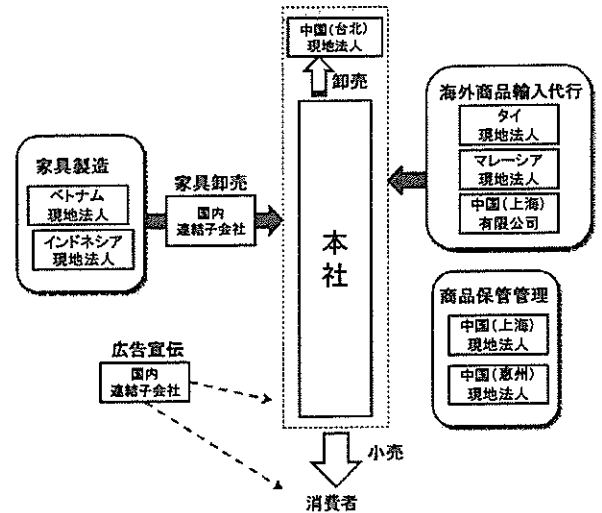 中国(台北)
現地法人
卸売
海外商品輸入代行
タイ
現地法人
マレーシア
現地法人
中国(上海)
有限公司
家具製造
ベトナム
現地法人
インドネシア
現地法人
家具卸売
国内
連結子会社
本社
商品保管管理
中国(上海)
現地法人
中国(恵州)
現地法人
広告宣伝
国内
連結子会社
小売
消費者